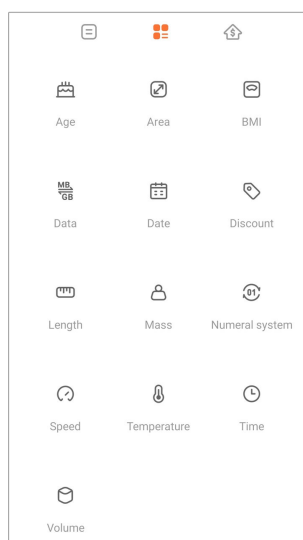 Age Area BMI
MB
GB
Data Date Discount
01
Length Mass Numeral system
Speed Temperature Time
Volume